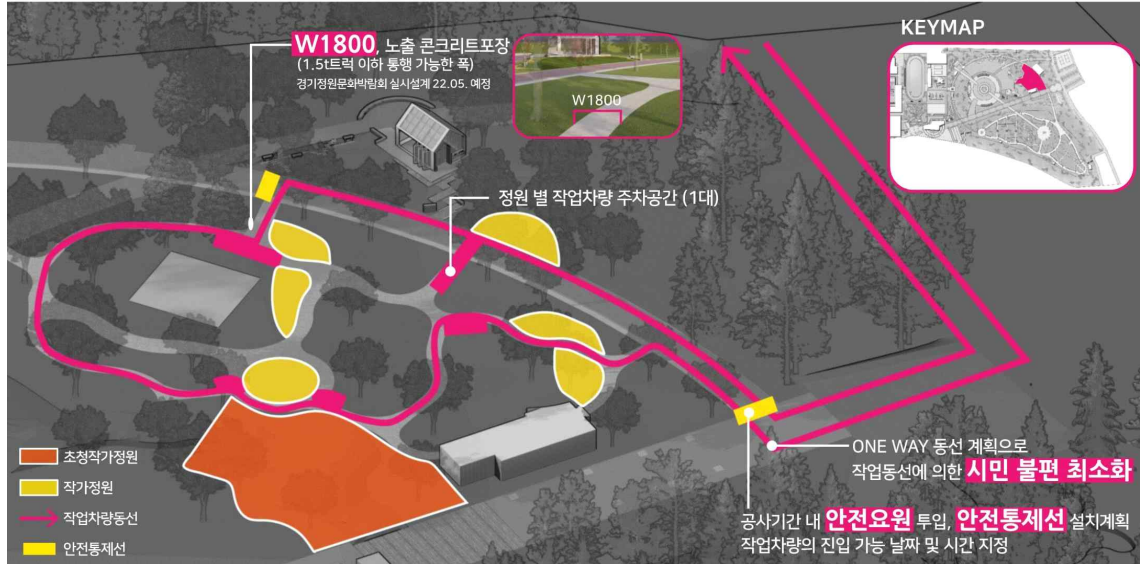 W1800, 노출 콘크리트포장
(1.5t트럭 이하 통행 가능한 폭)
경기정원문화박람회 실시설계 22.05. 예정
W1800
KEYMAP
정원 별 작업차량 주차공간 (1대)
초청작가정원
작가정원
작업차량동선
안전통제선
ONE WAY 동선 계획으로
작업동선에 의한 시민 불편 최소화
공사기간 내 안전요원 투입, 안전통제선 설치계획
작업차량의 진입 가능 날짜 및 시간 지정